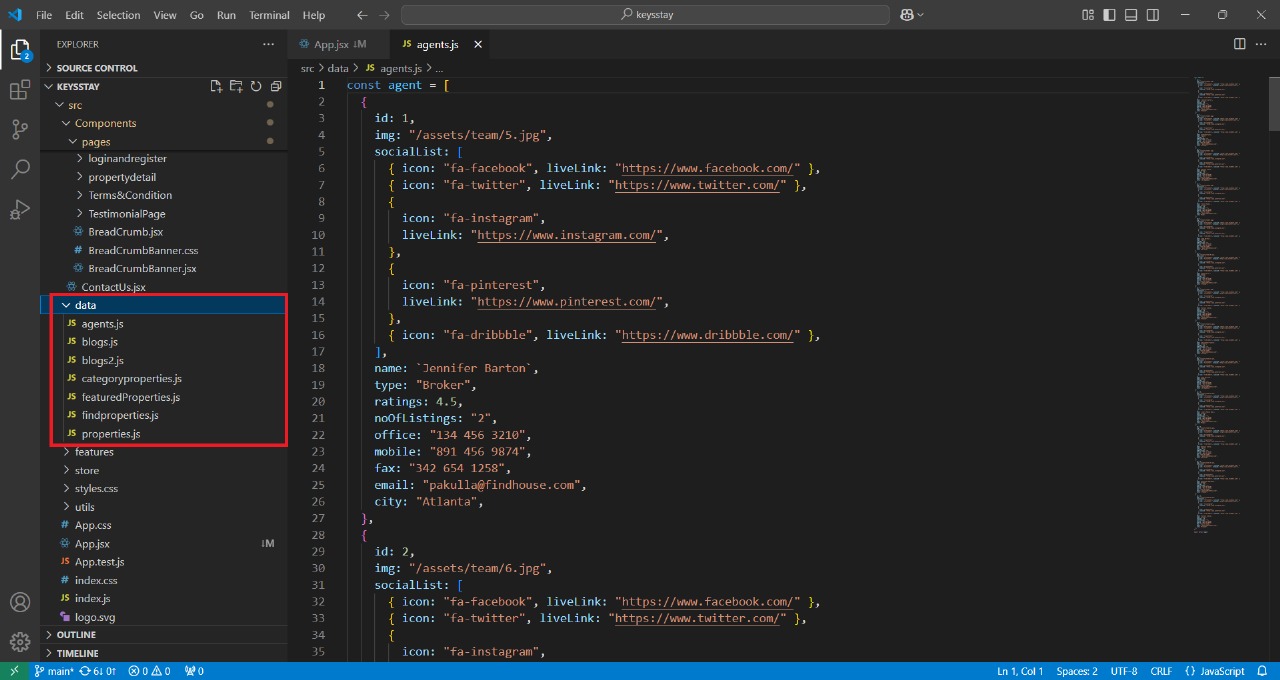 File Edit Selection View Go Run Terminal Help
keysstay
EXPLORER
SOURCE CONTROL
KEYSSTAY
src
Components
pages
loginandregister
propertydetail
Terms&Condition
TestimonialPage
BreadCrumb.jsx
# BreadCrumbBanner.css
BreadCrumbBanner.jsx
ContactUs.jsx
data
JS agents.js
JS blogs.js
JS blogs2.js
JS categoryproperties.js
JS featuredProperties.js
JS findproperties.js
JS properties.js
features
store
styles.css
utils
# App.css
App.jsx ↓M
JS App.test.js
# index.css
JS index.js
logo.svg
OUTLINE
TIMELINE
2
App.jsx ↓M
JS agents.js
src > data > JS agents.js > ...
1 const agent = [
2 {
3 id: 1,
4 img: "/assets/team/5.jpg",
5 socialList: [
6 { icon: "fa-facebook", liveLink: "https://www.facebook.com/" },
7 { icon: "fa-twitter", liveLink: "https://www.twitter.com/" },
8 {
9 icon: "fa-instagram",
10 liveLink: "https://www.instagram.com/",
11 },
12 {
13 icon: "fa-pinterest",
14 liveLink: "https://www.pinterest.com/",
15 },
16 { icon: "fa-dribbble", liveLink: "https://www.dribbble.com/" },
17 ],
18 name: `Jennifer Barton`,
19 type: "Broker",
20 ratings: 4.5,
21 noOfListings: "2",
22 office: "134 456 3210",
23 mobile: "891 456 9874",
24 fax: "342 654 1258",
25 email: "pakulla@findhouse.com",
26 city: "Atlanta",
27 },
28 {
29 id: 2,
30 img: "/assets/team/6.jpg",
31 socialList: [
32 { icon: "fa-facebook", liveLink: "https://www.facebook.com/" },
33 { icon: "fa-twitter", liveLink: "https://www.twitter.com/" },
34 {
35 icon: "fa-instagram",
main* 6↓ 0↑ 0 0 0
Ln 1, Col 1 Spaces: 2 UTF-8 CRLF {} JavaScript